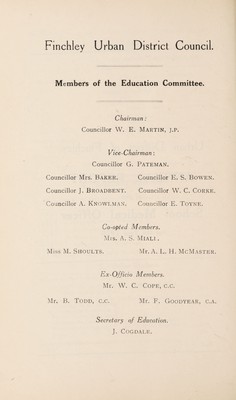 Finchley Urban District Council.
Members of the Education Committee.
Chairman:
Councillor W. E. MARTIN, J.P.
Vice-Chairman:
Councillor G. PATEMAN.
Councillor Mrs. BAKER. Councillor E. S. BOWEN.
Councillor J. BROADBENT. Councillor W. C. CORKE.
Councillor A. KNOWLMAN. Councillor E. TOYNE.
Co-opted Members.
Mrs. A. S. MIALL.
Miss M. SHOULTS. Mr. A. L. H. MCMASTER.
Ex-Officio Members.
Mr. W. C. COPE, C.C.
Mr. B. TODD, C.C. Mr. F. GOODYEAR, C.A.
Secretary of Education.
J. COGDALE.